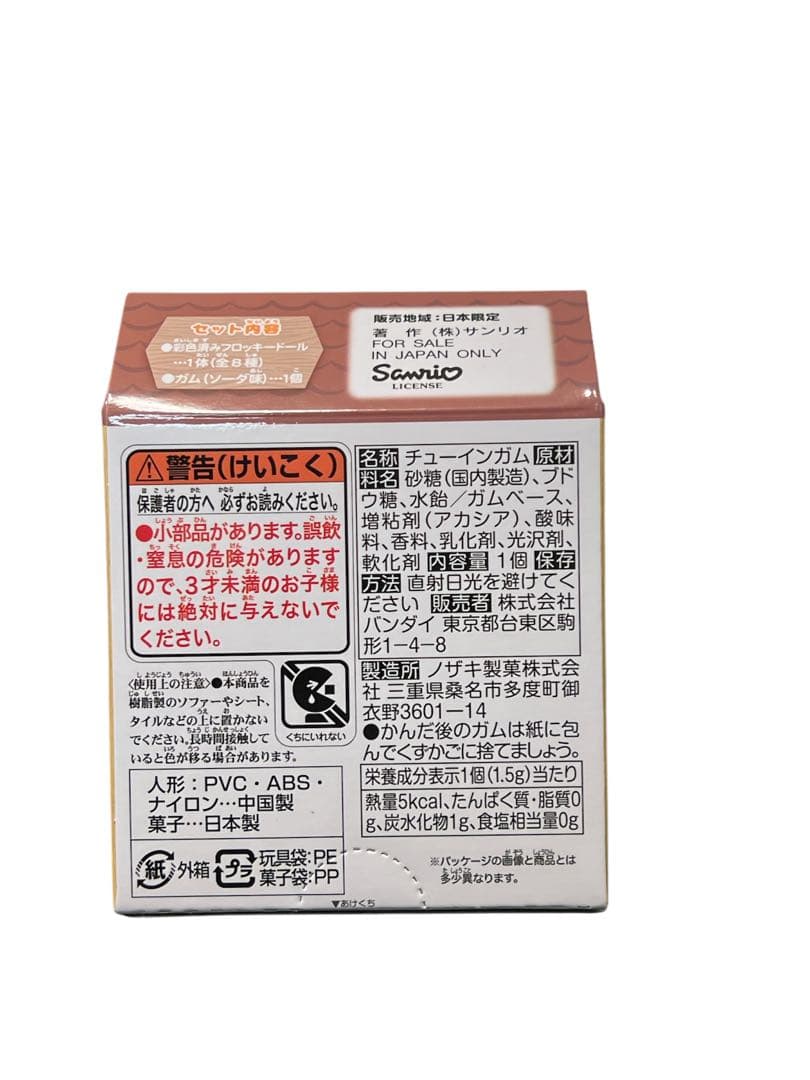 セット内容
●彩色済みフロッキードール
…1体(全8種)
●ガム(ソーダ味)…1個
販売地域:日本限定
著 作 (株)サンリオ
FOR SALE
IN JAPAN ONLY
Sanrio
LICENSE
⚠警告(けいこく)
保護者の方へ 必ずお読みください。
●小部品があります。誤飲
・窒息の危険があります
ので、3才未満のお子様
には絶対に与えないで
ください。
〈使用上の注意〉●本商品を
樹脂製のソファーやシート、
タイルなどの上に置かない
でください。長時間接触して
いると色が移る場合があります。
くちにいれない
人形:PVC・ABS・
ナイロン…中国製
菓子…日本製
紙 外箱 プラ 玩具袋:PE
菓子袋:PP
名称 チューインガム 原材
料名 砂糖(国内製造)、ブド
ウ糖、水飴／ガムベース、
増粘剤(アカシア)、酸味
料、香料、乳化剤、光沢剤、
軟化剤 内容量 1個 保存
方法 直射日光を避けてく
ださい 販売者 株式会社
バンダイ 東京都台東区駒
形1-4-8
製造所 ノザキ製菓株式会
社 三重県桑名市多度町御
衣野3601-14
●かんだ後のガムは紙に包
んでくずかごに捨てましょう。
栄養成分表示1個(1.5g)当たり
熱量5kcal、たんぱく質・脂質0
g、炭水化物1g、食塩相当量0g
※パッケージの画像と商品とは
多少異なります。
▼あけくち